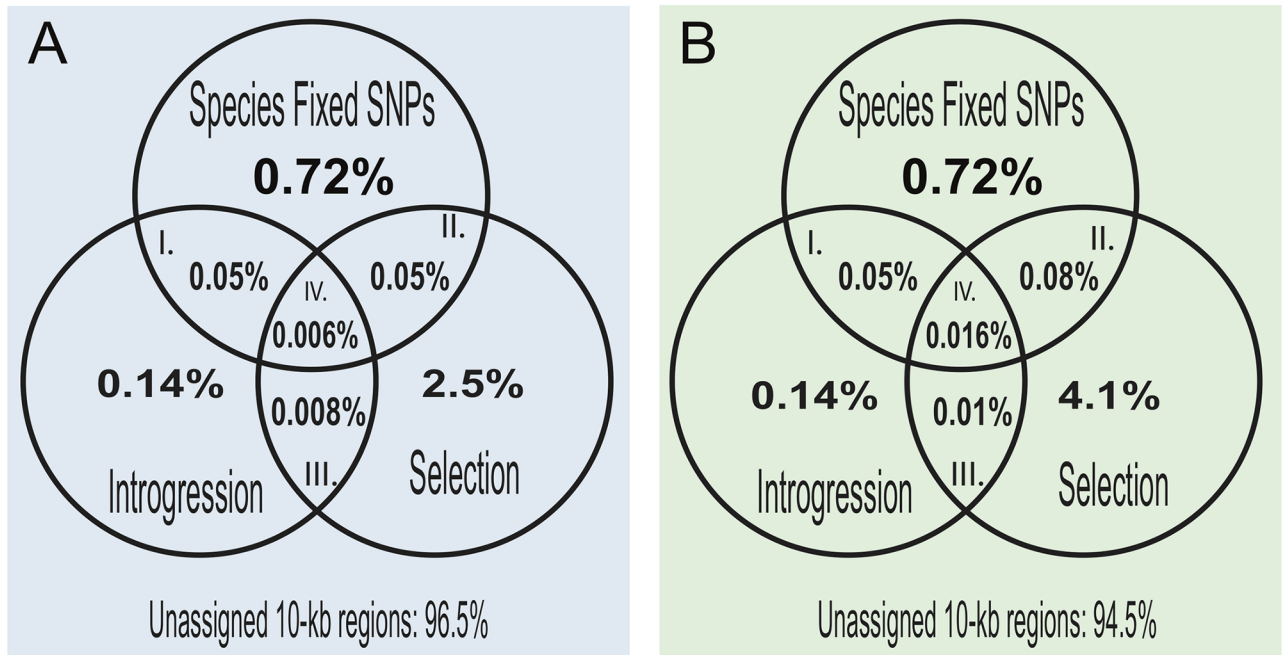 A
Species Fixed SNPs
0.72%
I.
II.
0.05%
0.05%
IV.
0.006%
0.14%
2.5%
0.008%
Introgression
III.
Selection
Unassigned 10-kb regions: 96.5%
B
Species Fixed SNPs
0.72%
I.
II.
0.05%
0.08%
IV.
0.016%
0.14%
4.1%
0.01%
Introgression
III.
Selection
Unassigned 10-kb regions: 94.5%